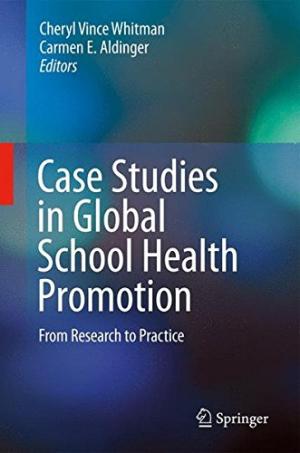 Cheryl Vince Whitman
Carmen E. Aldinger
Editors
Case Studies
in Global
School Health
Promotion
From Research to Practice
Springer